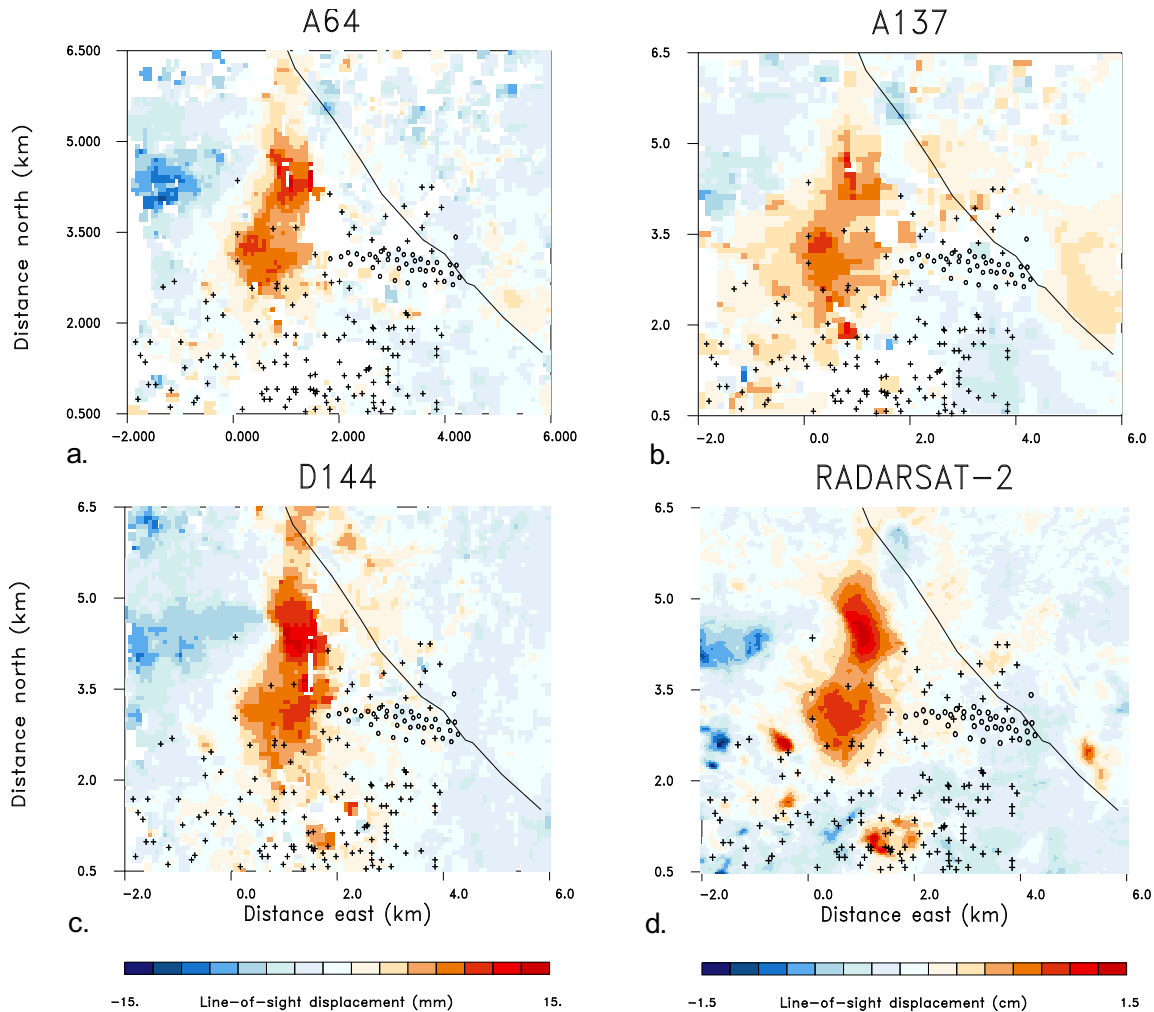 A64
A137
6.500
6.5
5.000
5.0
3.500
3.5
2.000
2.0
0.500
0.5
Distance north (km)
-2.000 0.000 2.000 4.000 6.000
-2.0 0.0 2.0 4.0 6.0
a.
b.
D144
RADARSAT-2
6.5
6.5
5.0
5.0
3.5
3.5
2.0
2.0
0.5
0.5
Distance north (km)
-2.0 0.0 2.0 4.0 6.0
-2.0 0.0 2.0 4.0 6.0
Distance east (km)
Distance east (km)
c.
d.
-15. Line-of-sight displacement (mm) 15.
-1.5 Line-of-sight displacement (cm) 1.5